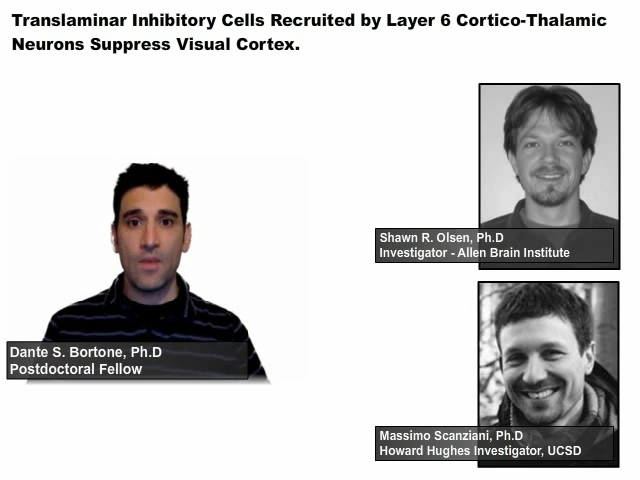 Translaminar Inhibitory Cells Recruited by Layer 6 Cortico-Thalamic
Neurons Suppress Visual Cortex.
Shawn R. Olsen, Ph.D
Investigator - Allen Brain Institute
Dante S. Bortone, Ph.D
Postdoctoral Fellow
Massimo Scanziani, Ph.D
Howard Hughes Investigator, UCSD